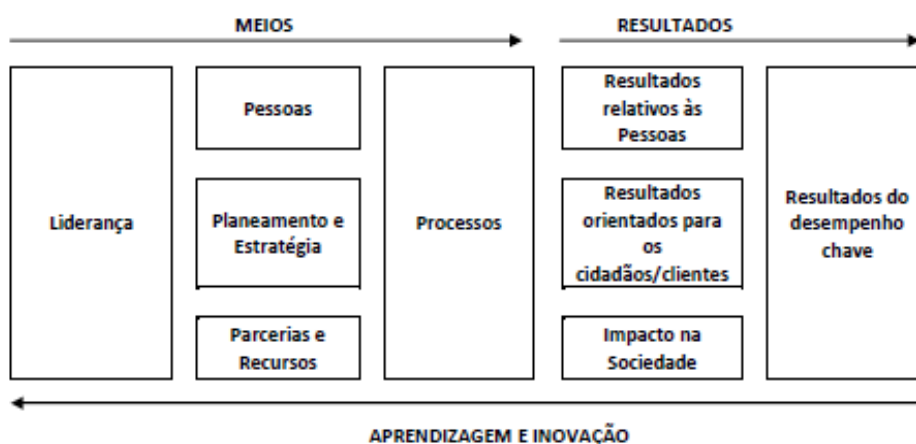 MEIOS
RESULTADOS
Liderança
Pessoas
Planeamento e
Estratégia
Parcerias e
Recursos
Processos
Resultados
relativos às
Pessoas
Resultados
orientados para
os
cidadãos/clientes
Impacto na
Sociedade
Resultados do
desempenho
chave
APRENDIZAGEM E INOVAÇÃO